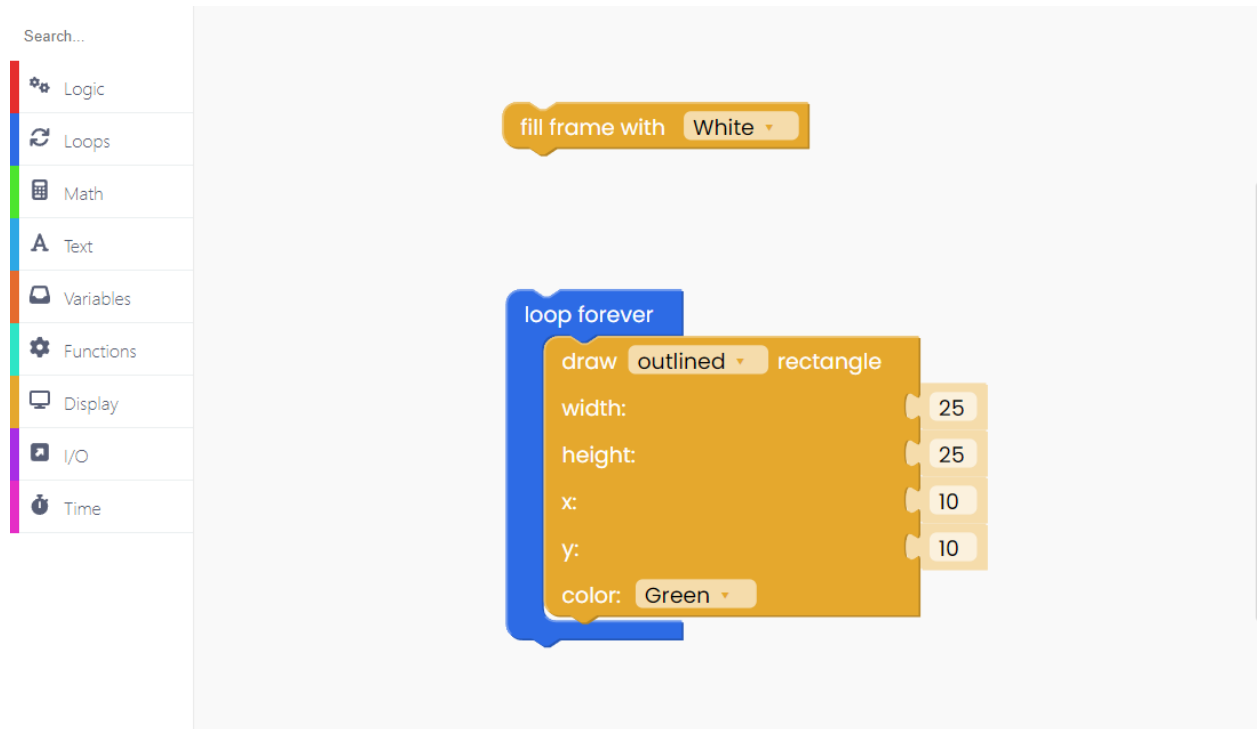 Search...
Logic
Loops
Math
Text
Variables
Functions
Display
I/O
Time
fill frame with White
loop forever
draw outlined rectangle
width: 25
height: 25
x: 10
y: 10
color: Green